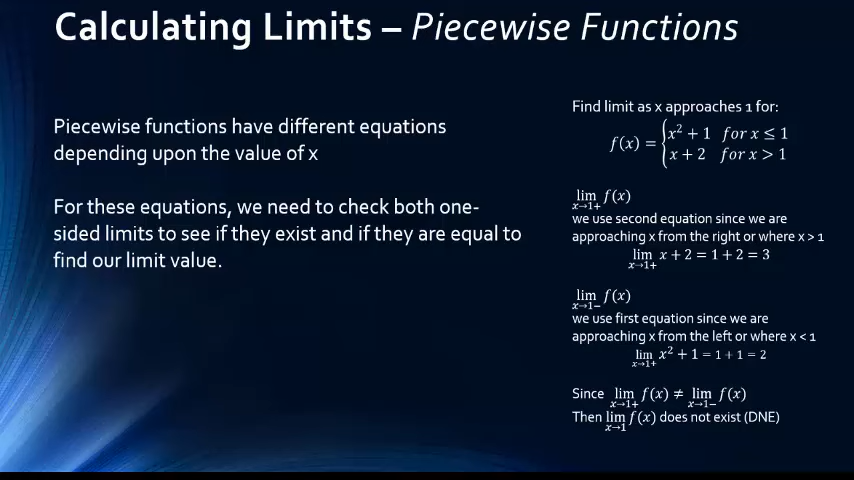 Calculating Limits – Piecewise Functions
Piecewise functions have different equations
depending upon the value of x
For these equations, we need to check both one-
sided limits to see if they exist and if they are equal to
find our limit value.
Find limit as x approaches 1 for:
f(x) = { x² + 1 for x ≤ 1
x + 2 for x > 1
lim x→1+ f(x)
we use second equation since we are
approaching x from the right or where x > 1
lim x→1+ x + 2 = 1 + 2 = 3
lim x→1− f(x)
we use first equation since we are
approaching x from the left or where x < 1
lim x→1+ x² + 1 = 1 + 1 = 2
Since lim x→1+ f(x) ≠ lim x→1− f(x)
Then lim x→1 f(x) does not exist (DNE)